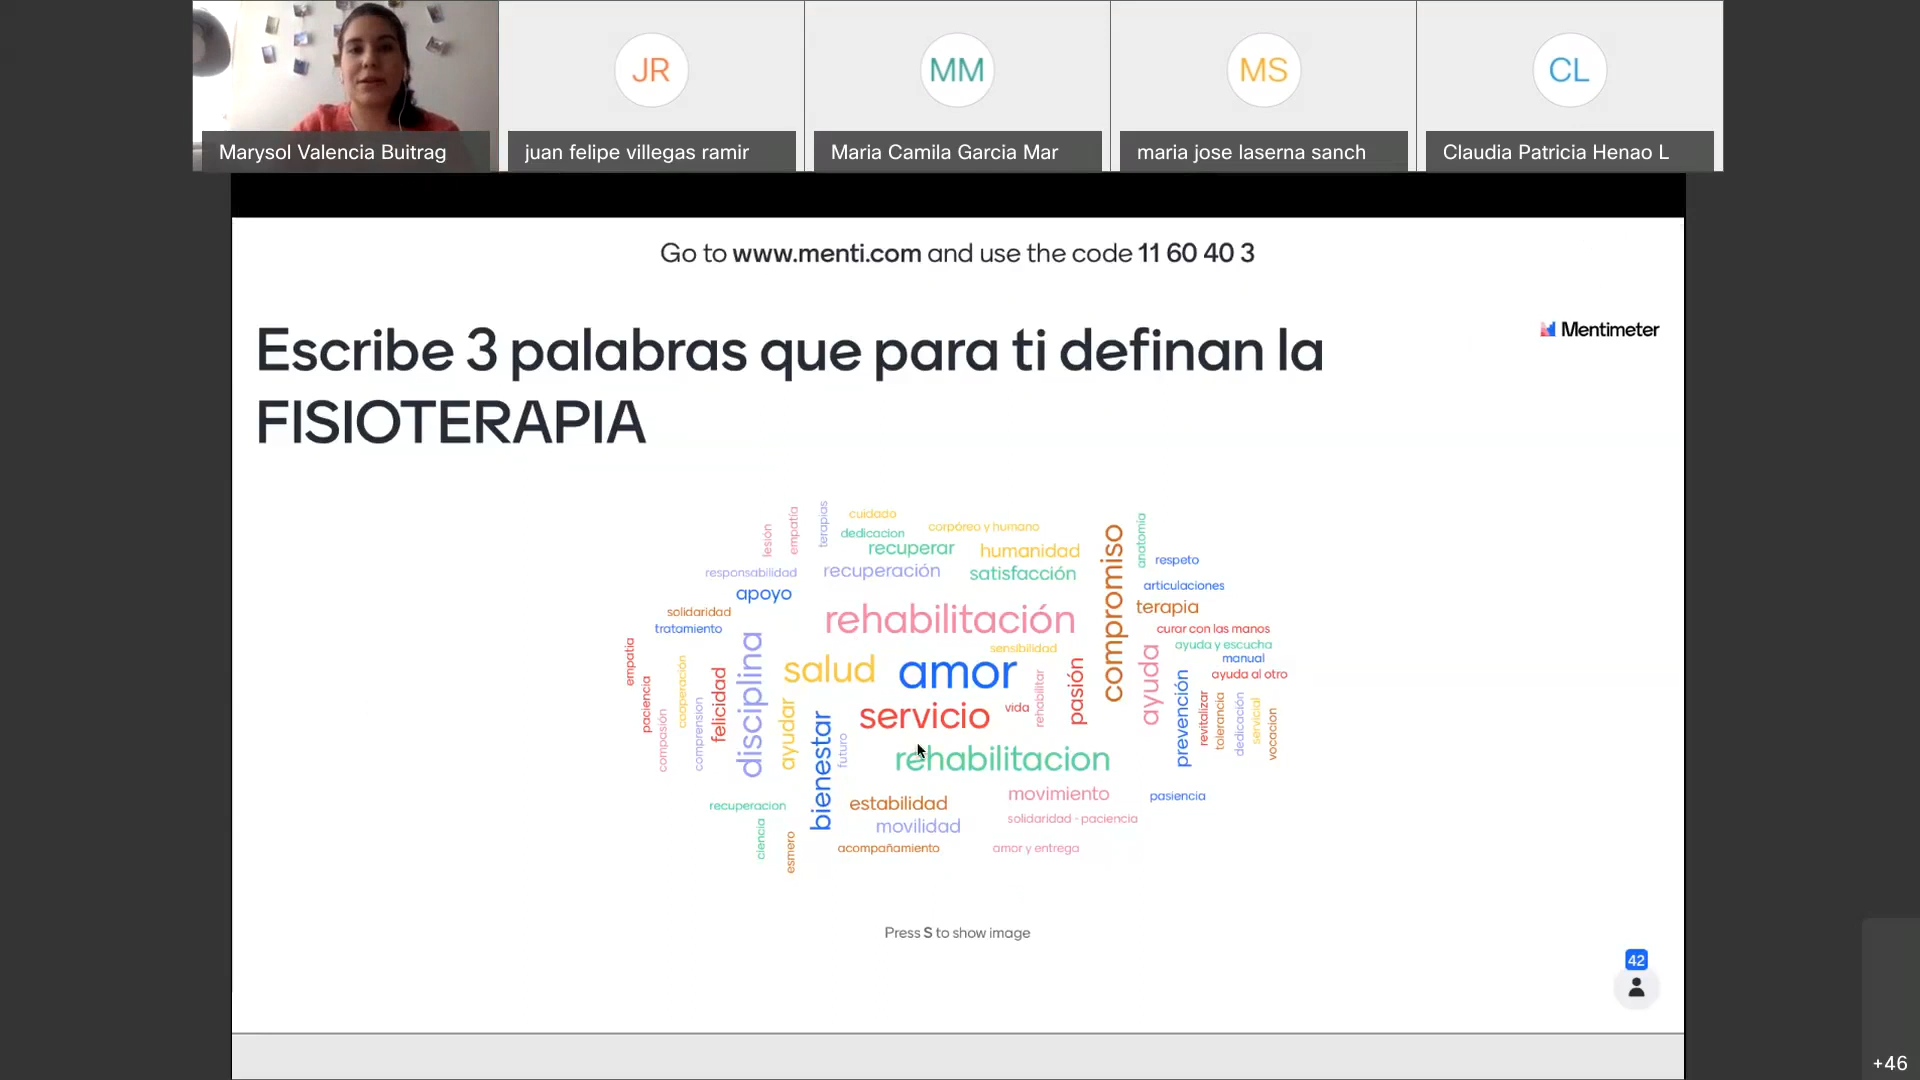 JR
MM
MS
CL
Marysol Valencia Buitrag
juan felipe villegas ramir
Maria Camila Garcia Mar
maria jose laserna sanch
Claudia Patricia Henao L
Go to www.menti.com and use the code 11 60 40 3
Mentimeter
Escribe 3 palabras que para ti definan la
FISIOTERAPIA
lesión
empatía
terapias
cuidado
dedicacion
corpóreo y humano
recuperar
humanidad
compromiso
anatomía
respeto
responsabilidad
recuperación
satisfacción
articulaciones
apoyo
solidaridad
rehabilitación
terapia
tratamiento
curar con las manos
empatia
disciplina
sensibilidad
ayuda y escucha
manual
paciencia
cooperación
felicidad
salud
amor
rehabilitar
pasión
ayuda
prevención
ayuda al otro
compasión
comprension
ayudar
bienestar
futuro
servicio
vida
revitalizar
tolerancia
dedicación
servicial
vocacion
rehabilitacion
recuperacion
estabilidad
movimiento
pasiencia
ciencia
esmero
movilidad
solidaridad - paciencia
acompañamiento
amor y entrega
Press S to show image
42
+46